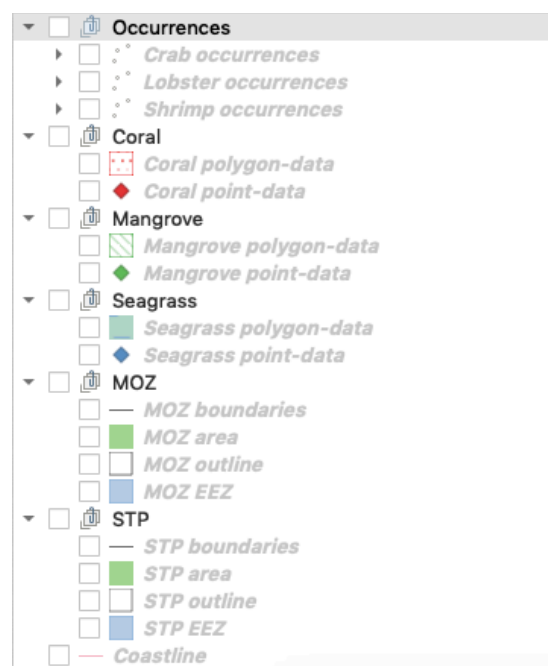 Occurrences
Crab occurrences
Lobster occurrences
Shrimp occurrences
Coral
Coral polygon-data
Coral point-data
Mangrove
Mangrove polygon-data
Mangrove point-data
Seagrass
Seagrass polygon-data
Seagrass point-data
MOZ
MOZ boundaries
MOZ area
MOZ outline
MOZ EEZ
STP
STP boundaries
STP area
STP outline
STP EEZ
Coastline